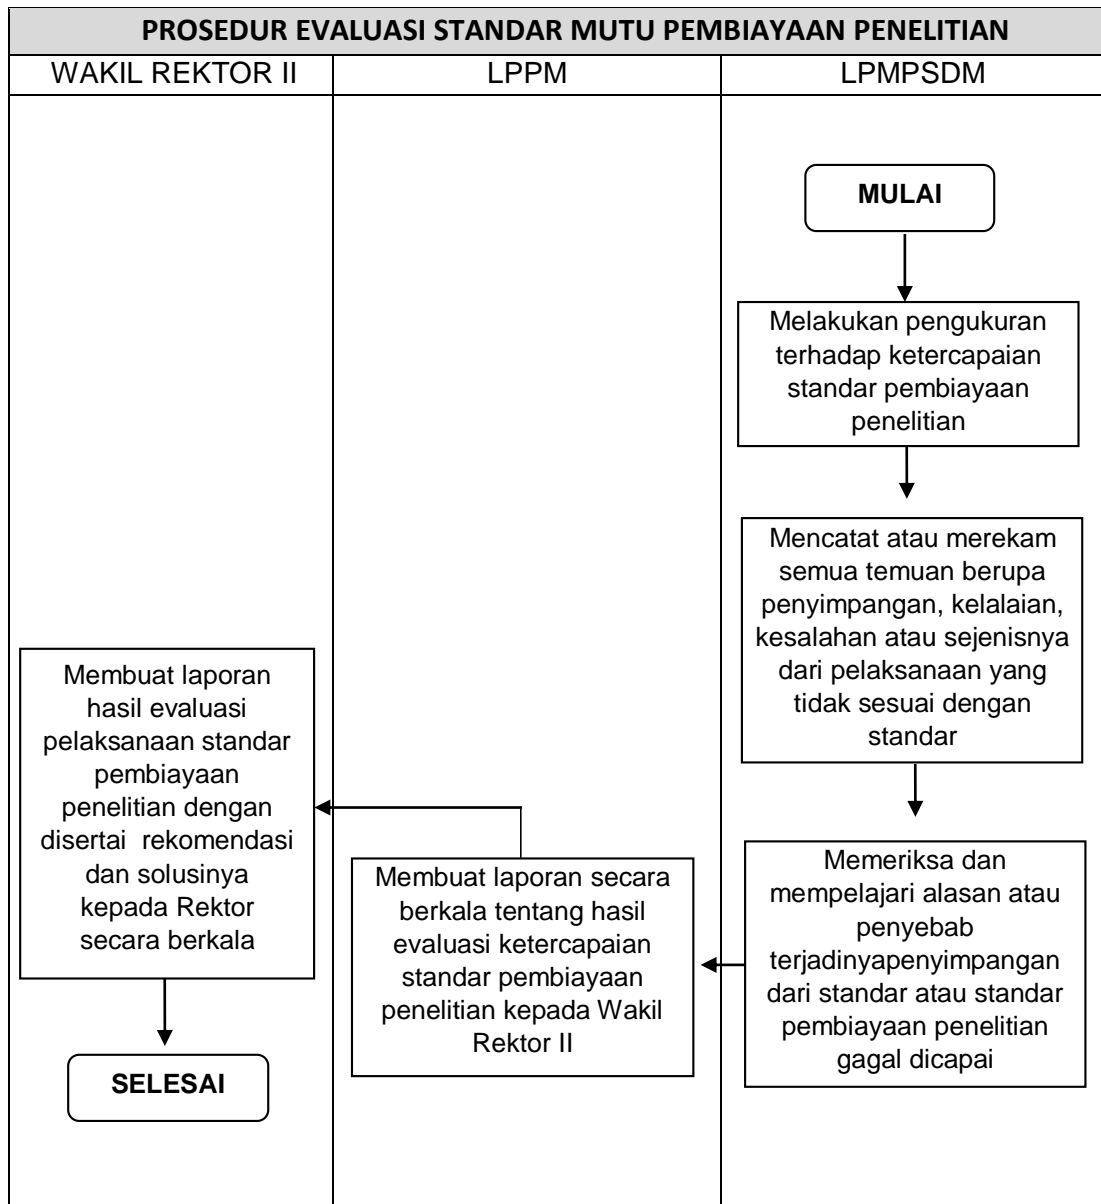 PROSEDUR EVALUASI STANDAR MUTU PEMBIAYAAN PENELITIAN
WAKIL REKTOR II
LPPM
LPMPSDM
MULAI
Melakukan pengukuran
terhadap ketercapaian
standar pembiayaan
penelitian
Mencatat atau merekam
semua temuan berupa
penyimpangan, kelalaian,
kesalahan atau sejenisnya
dari pelaksanaan yang
tidak sesuai dengan
standar
Memeriksa dan
mempelajari alasan atau
penyebab
terjadinyapenyimpangan
dari standar atau standar
pembiayaan penelitian
gagal dicapai
Membuat laporan secara
berkala tentang hasil
evaluasi ketercapaian
standar pembiayaan
penelitian kepada Wakil
Rektor II
Membuat laporan
hasil evaluasi
pelaksanaan standar
pembiayaan
penelitian dengan
disertai  rekomendasi
dan solusinya
kepada Rektor
secara berkala
SELESAI